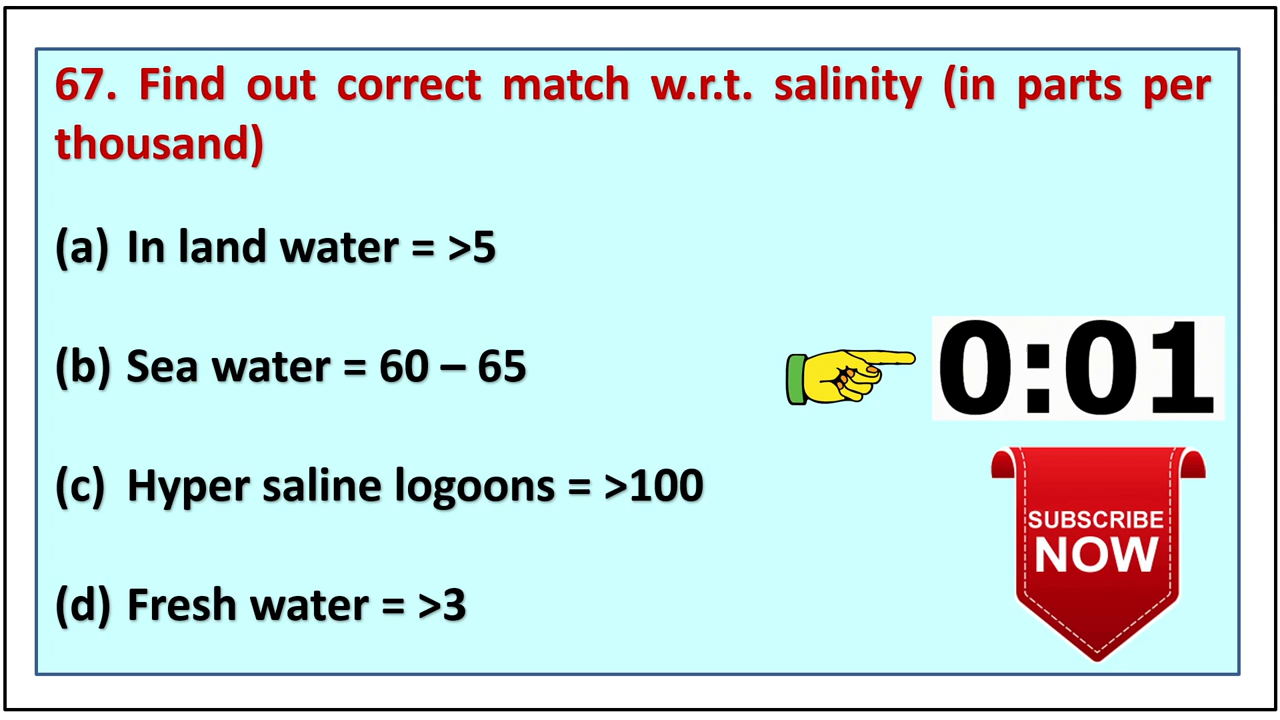 67. Find out correct match w.r.t. salinity (in parts per
thousand)
(a) In land water = >5
(b) Sea water = 60 – 65
0:01
(c) Hyper saline logoons = >100
SUBSCRIBE
NOW
(d) Fresh water = >3